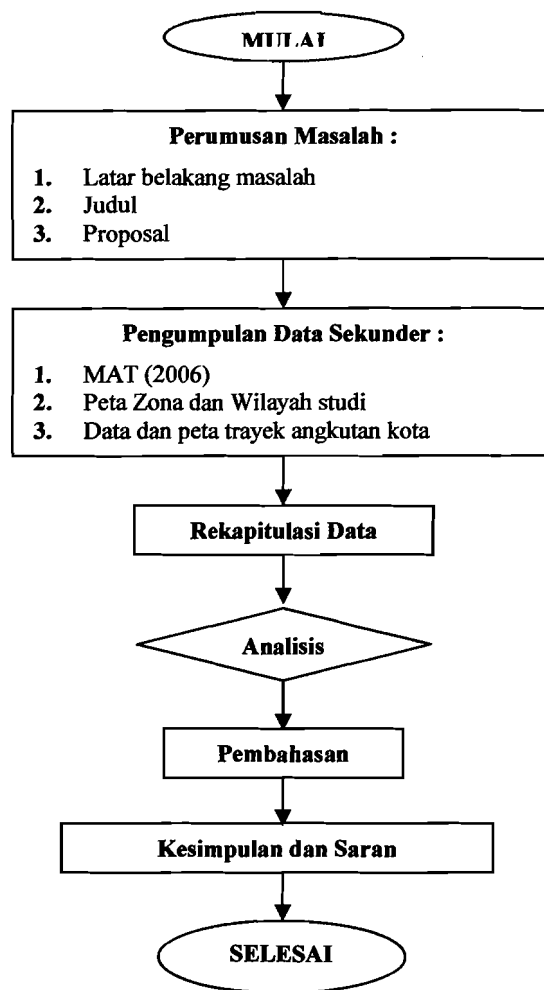 MULAI
Perumusan Masalah :
1. Latar belakang masalah
2. Judul
3. Proposal
Pengumpulan Data Sekunder :
1. MAT (2006)
2. Peta Zona dan Wilayah studi
3. Data dan peta trayek angkutan kota
Rekapitulasi Data
Analisis
Pembahasan
Kesimpulan dan Saran
SELESAI